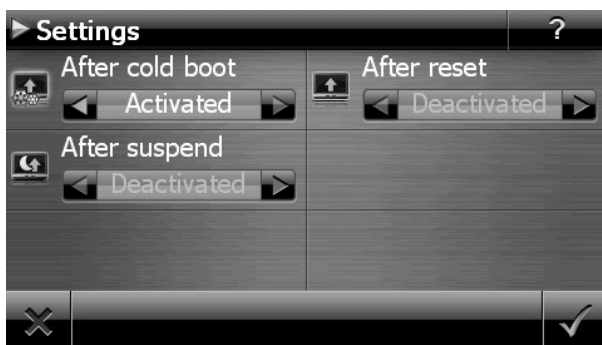 Settings
?
After cold boot
Activated
After reset
Deactivated
After suspend
Deactivated